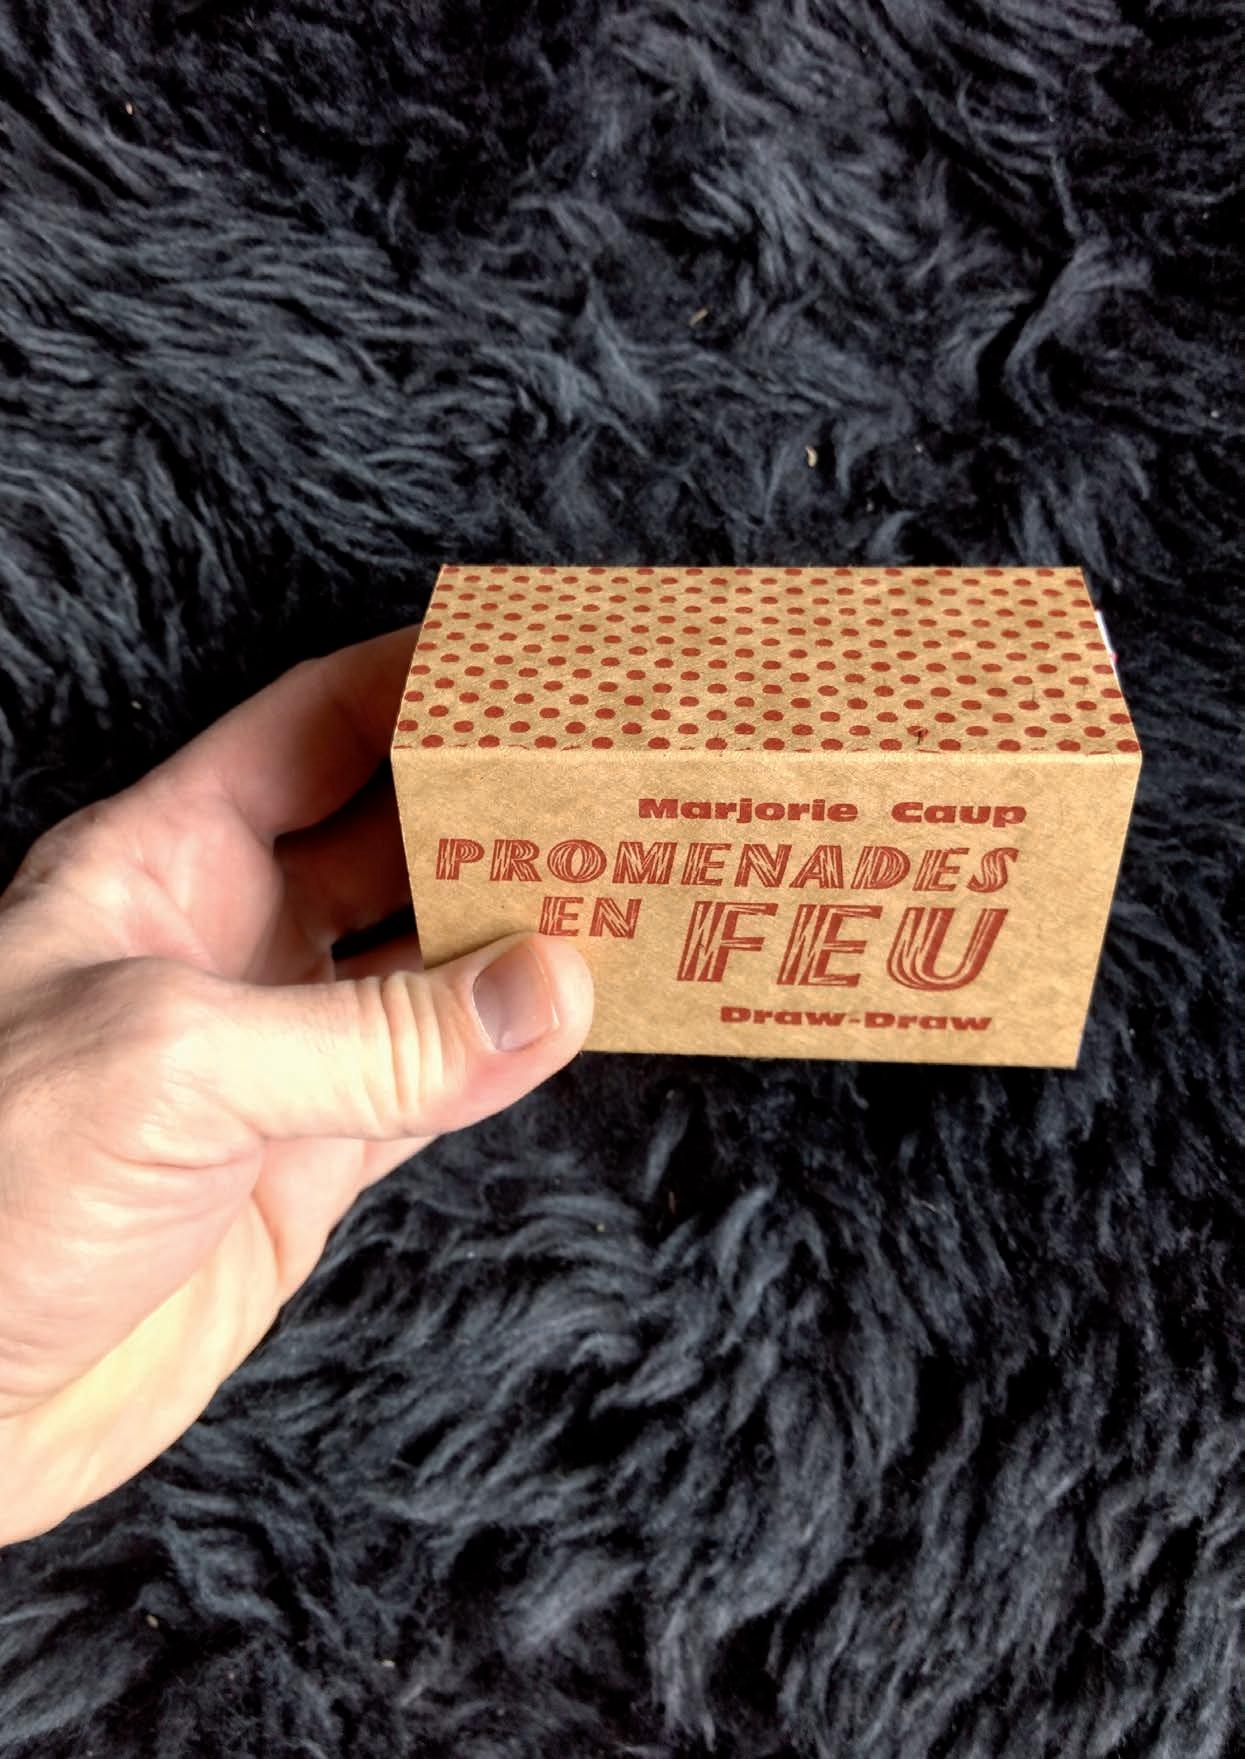 Marjorie Caup
PROMENADES
EN FEU
Draw-Draw